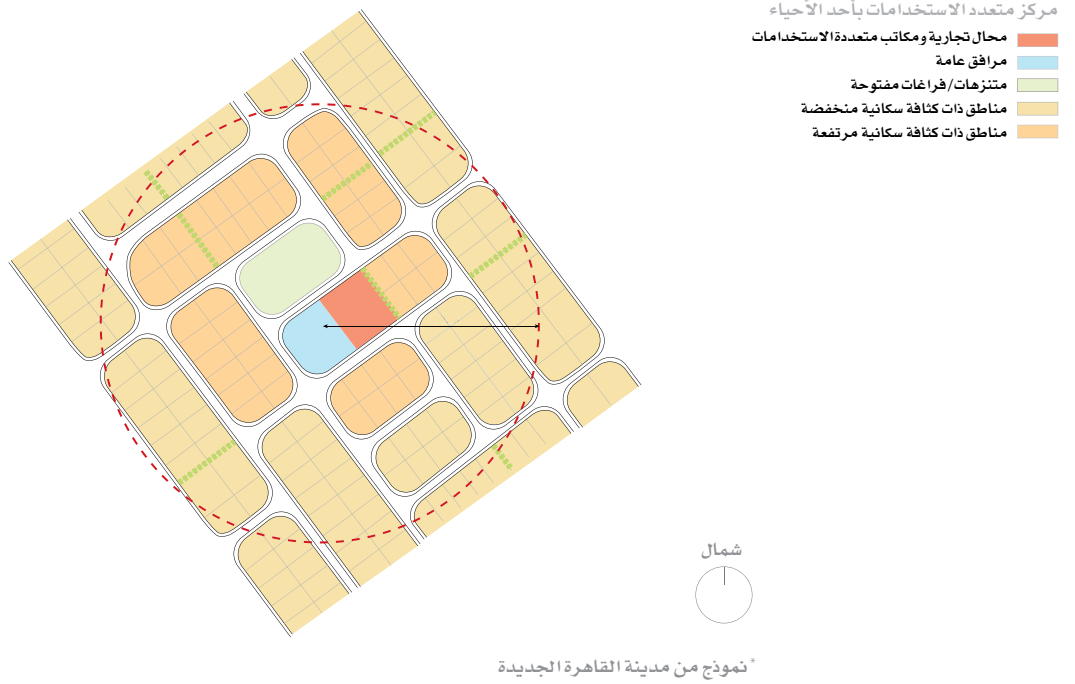 مركز متعدد الاستخدامات بأحد الأحياء
محال تجارية ومكاتب متعددة الاستخدامات
مرافق عامة
متنزهات/فراغات مفتوحة
مناطق ذات كثافة سكانية منخفضة
مناطق ذات كثافة سكانية مرتفعة
شمال
*نموذج من مدينة القاهرة الجديدة